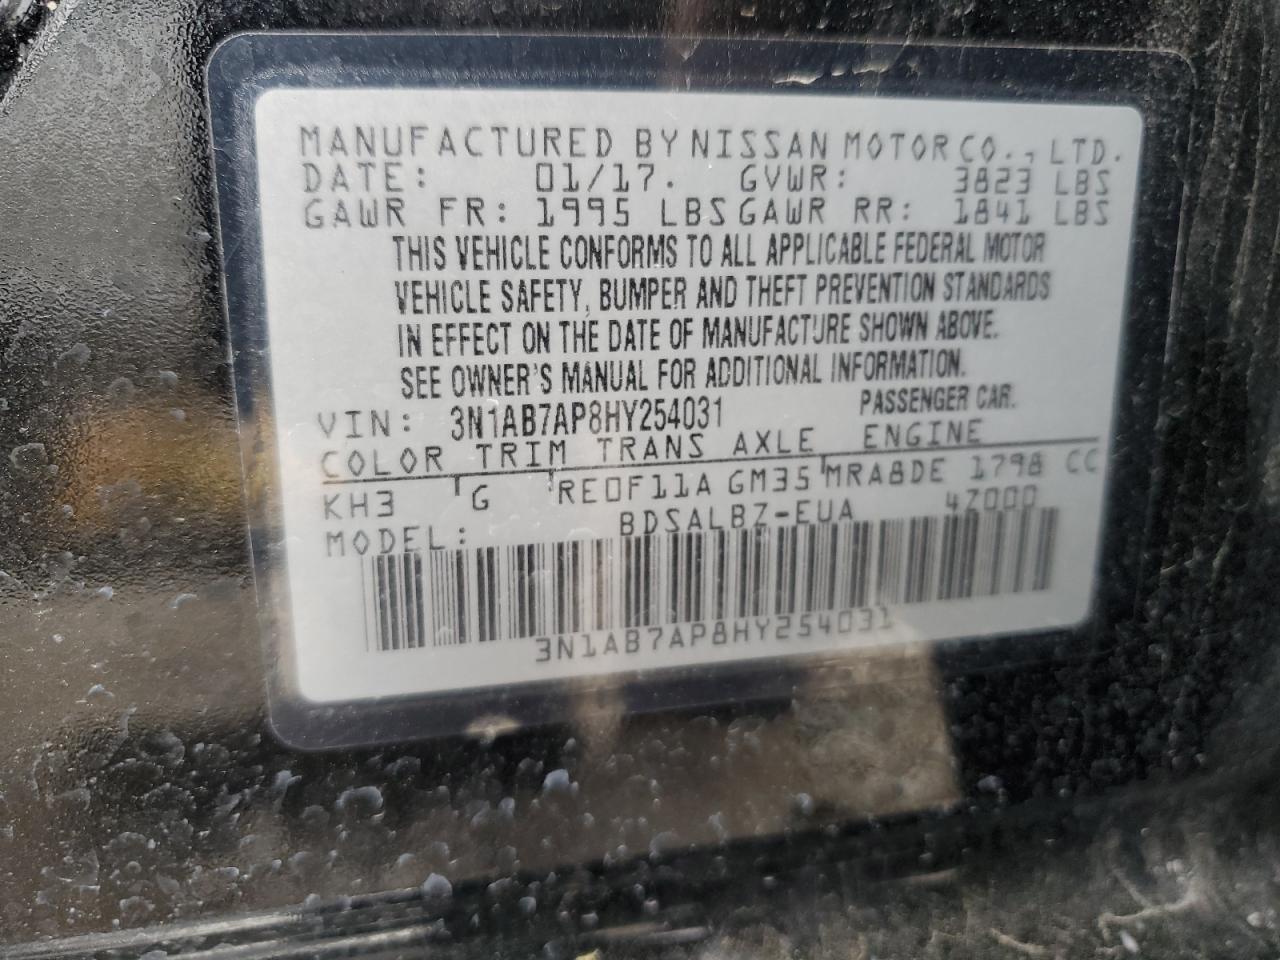 MANUFACTURED BY NISSAN MOTOR CO., LTD.
DATE: 01/17. GVWR: 3823 LBS
GAWR FR: 1995 LBS GAWR RR: 1841 LBS
THIS VEHICLE CONFORMS TO ALL APPLICABLE FEDERAL MOTOR
VEHICLE SAFETY, BUMPER AND THEFT PREVENTION STANDARDS
IN EFFECT ON THE DATE OF MANUFACTURE SHOWN ABOVE.
SEE OWNER'S MANUAL FOR ADDITIONAL INFORMATION.
VIN: 3N1AB7AP8HY254031 PASSENGER CAR.
COLOR TRIM TRANS AXLE ENGINE
KH3 G RE0F11A GM35 MRA8DE 1798 CC
MODEL: BDSALBZ-EUA 4Z000
3N1AB7AP8HY254031